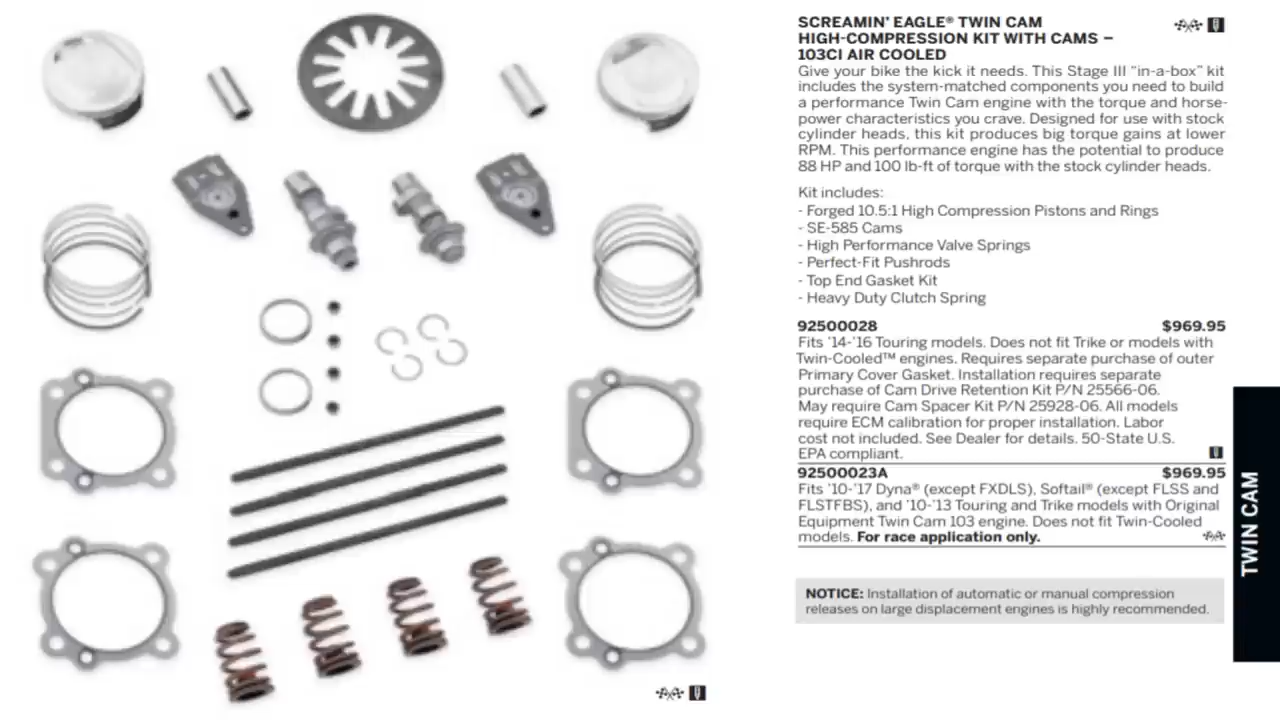 SCREAMIN' EAGLE® TWIN CAM
HIGH-COMPRESSION KIT WITH CAMS –
103CI AIR COOLED
Give your bike the kick it needs. This Stage III “in-a-box” kit
includes the system-matched components you need to build
a performance Twin Cam engine with the torque and horse-
power characteristics you crave. Designed for use with stock
cylinder heads, this kit produces big torque gains at lower
RPM. This performance engine has the potential to produce
88 HP and 100 lb-ft of torque with the stock cylinder heads.
Kit includes:
- Forged 10.5:1 High Compression Pistons and Rings
- SE-585 Cams
- High Performance Valve Springs
- Perfect-Fit Pushrods
- Top End Gasket Kit
- Heavy Duty Clutch Spring
92500028 $969.95
Fits '14-'16 Touring models. Does not fit Trike or models with
Twin-Cooled™ engines. Requires separate purchase of outer
Primary Cover Gasket. Installation requires separate
purchase of Cam Drive Retention Kit P/N 25566-06.
May require Cam Spacer Kit P/N 25928-06. All models
require ECM calibration for proper installation. Labor
cost not included. See Dealer for details. 50-State U.S.
EPA compliant.
92500023A $969.95
Fits '10-'17 Dyna® (except FXDLS), Softail® (except FLSS and
FLSTFBS), and '10-'13 Touring and Trike models with Original
Equipment Twin Cam 103 engine. Does not fit Twin-Cooled
models. For race application only.
NOTICE: Installation of automatic or manual compression
releases on large displacement engines is highly recommended.
TWIN CAM